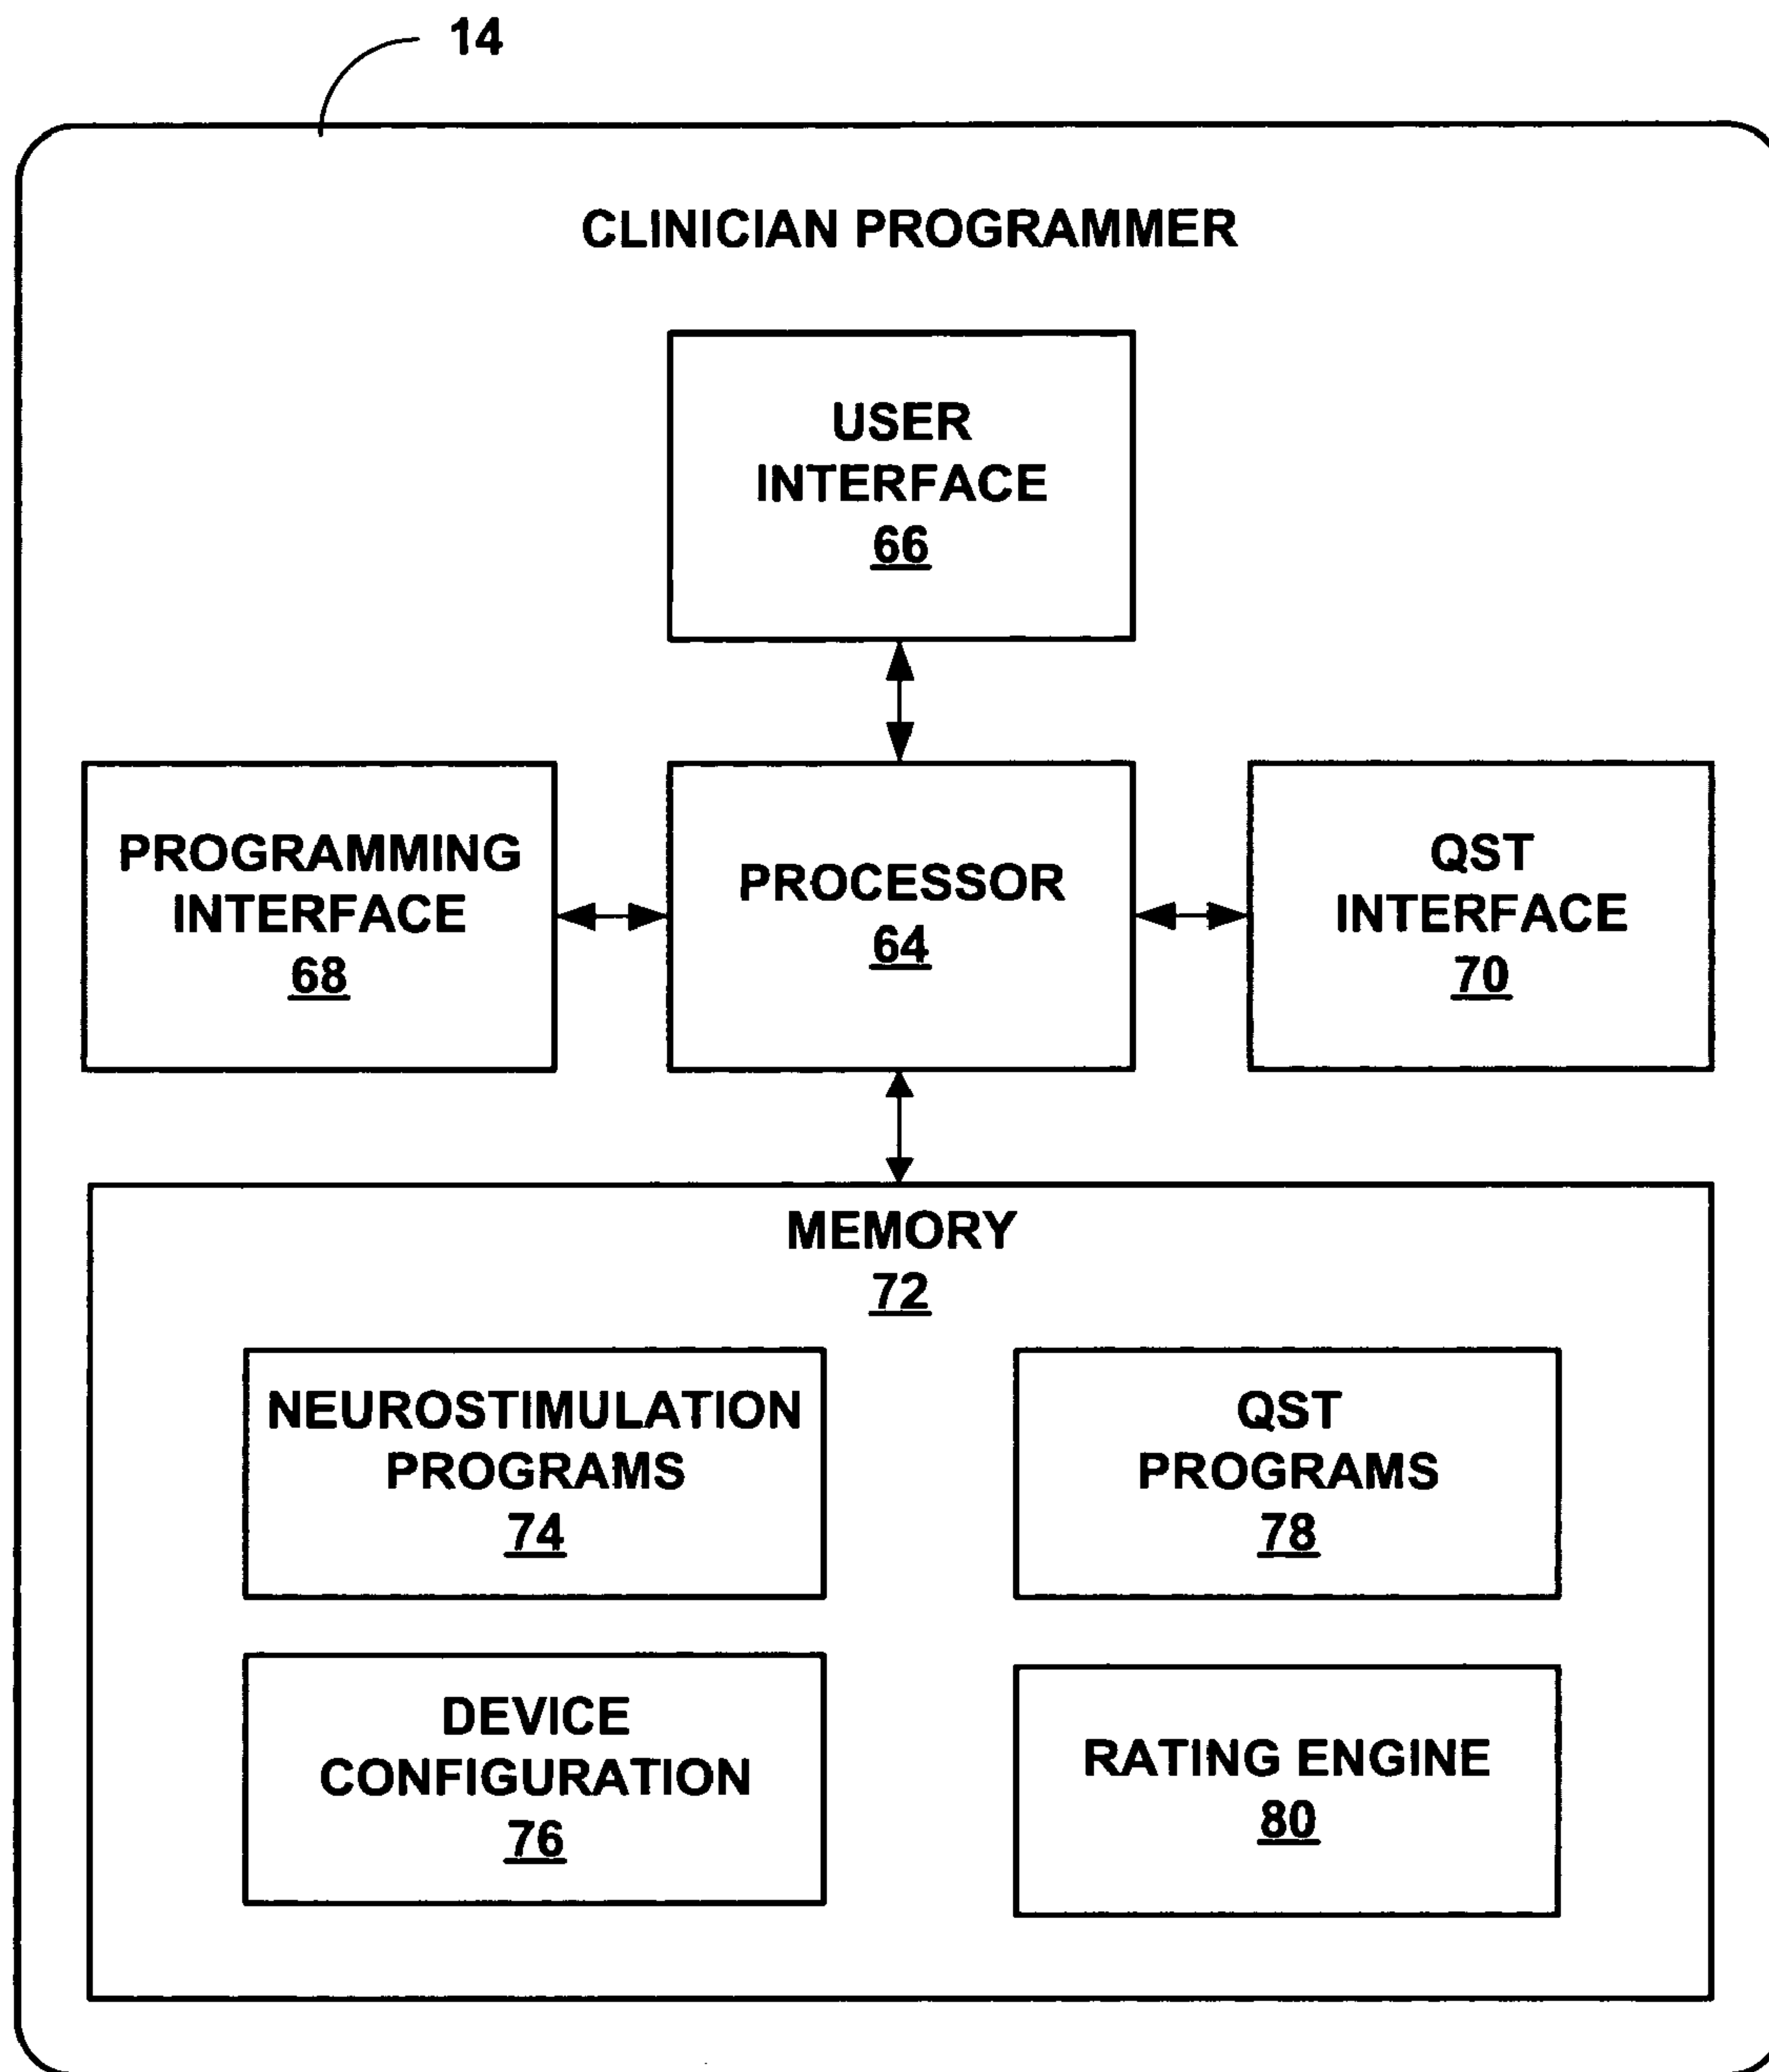 14
CLINICIAN PROGRAMMER
USER
INTERFACE
66
PROGRAMMING
INTERFACE
68
PROCESSOR
64
QST
INTERFACE
70
MEMORY
72
NEUROSTIMULATION
PROGRAMS
74
QST
PROGRAMS
78
DEVICE
CONFIGURATION
76
RATING ENGINE
80